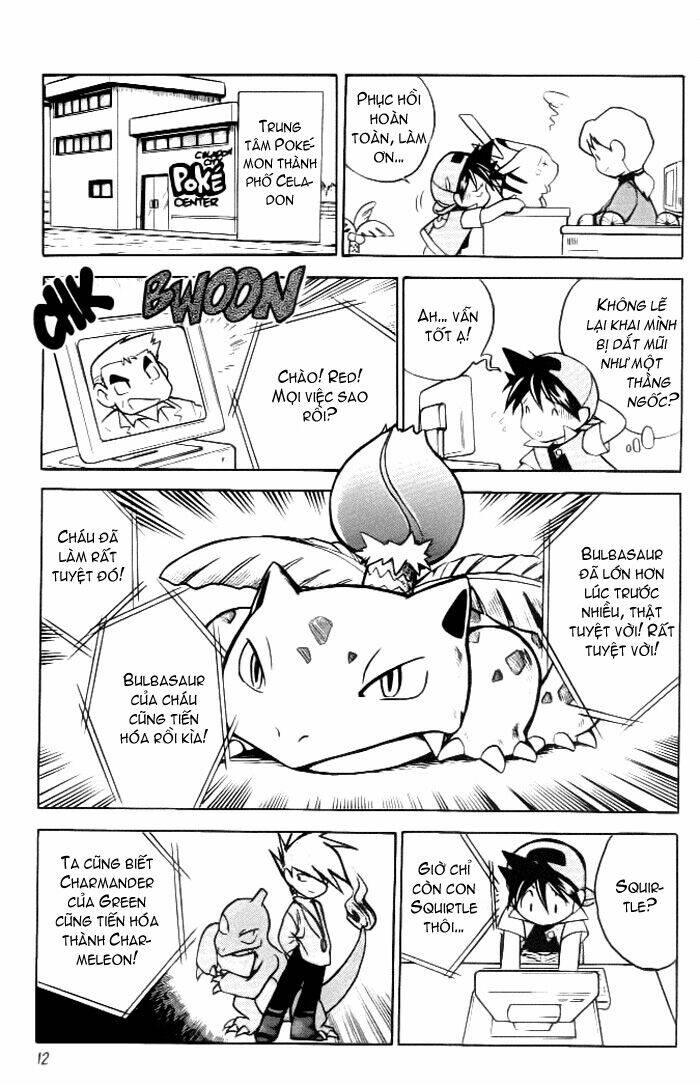 Trung
tâm Poké-
mon thành
phố Cela-
don
Celadon
City
Poké
Center
Phục hồi
hoàn
toàn, làm
ơn...
CHK
BWOON
Chào! Red!
Mọi việc sao
rồi?
Ah... vẫn
tốt ạ!
Không lẽ
lại khai mình
bị dắt mũi
như một
thằng
ngốc?
Cháu đã
làm rất
tuyệt đó!
Bulbasaur
của cháu
cũng tiến
hóa rồi kìa!
Bulbasaur
đã lớn hơn
lúc trước
nhiều, thật
tuyệt vời! Rất
tuyệt vời!
Ta cũng biết
Charmander
của Green
cũng tiến hóa
thành Char-
meleon!
Giờ chỉ
còn con
Squirtle
thôi...
Squir-
tle?
12